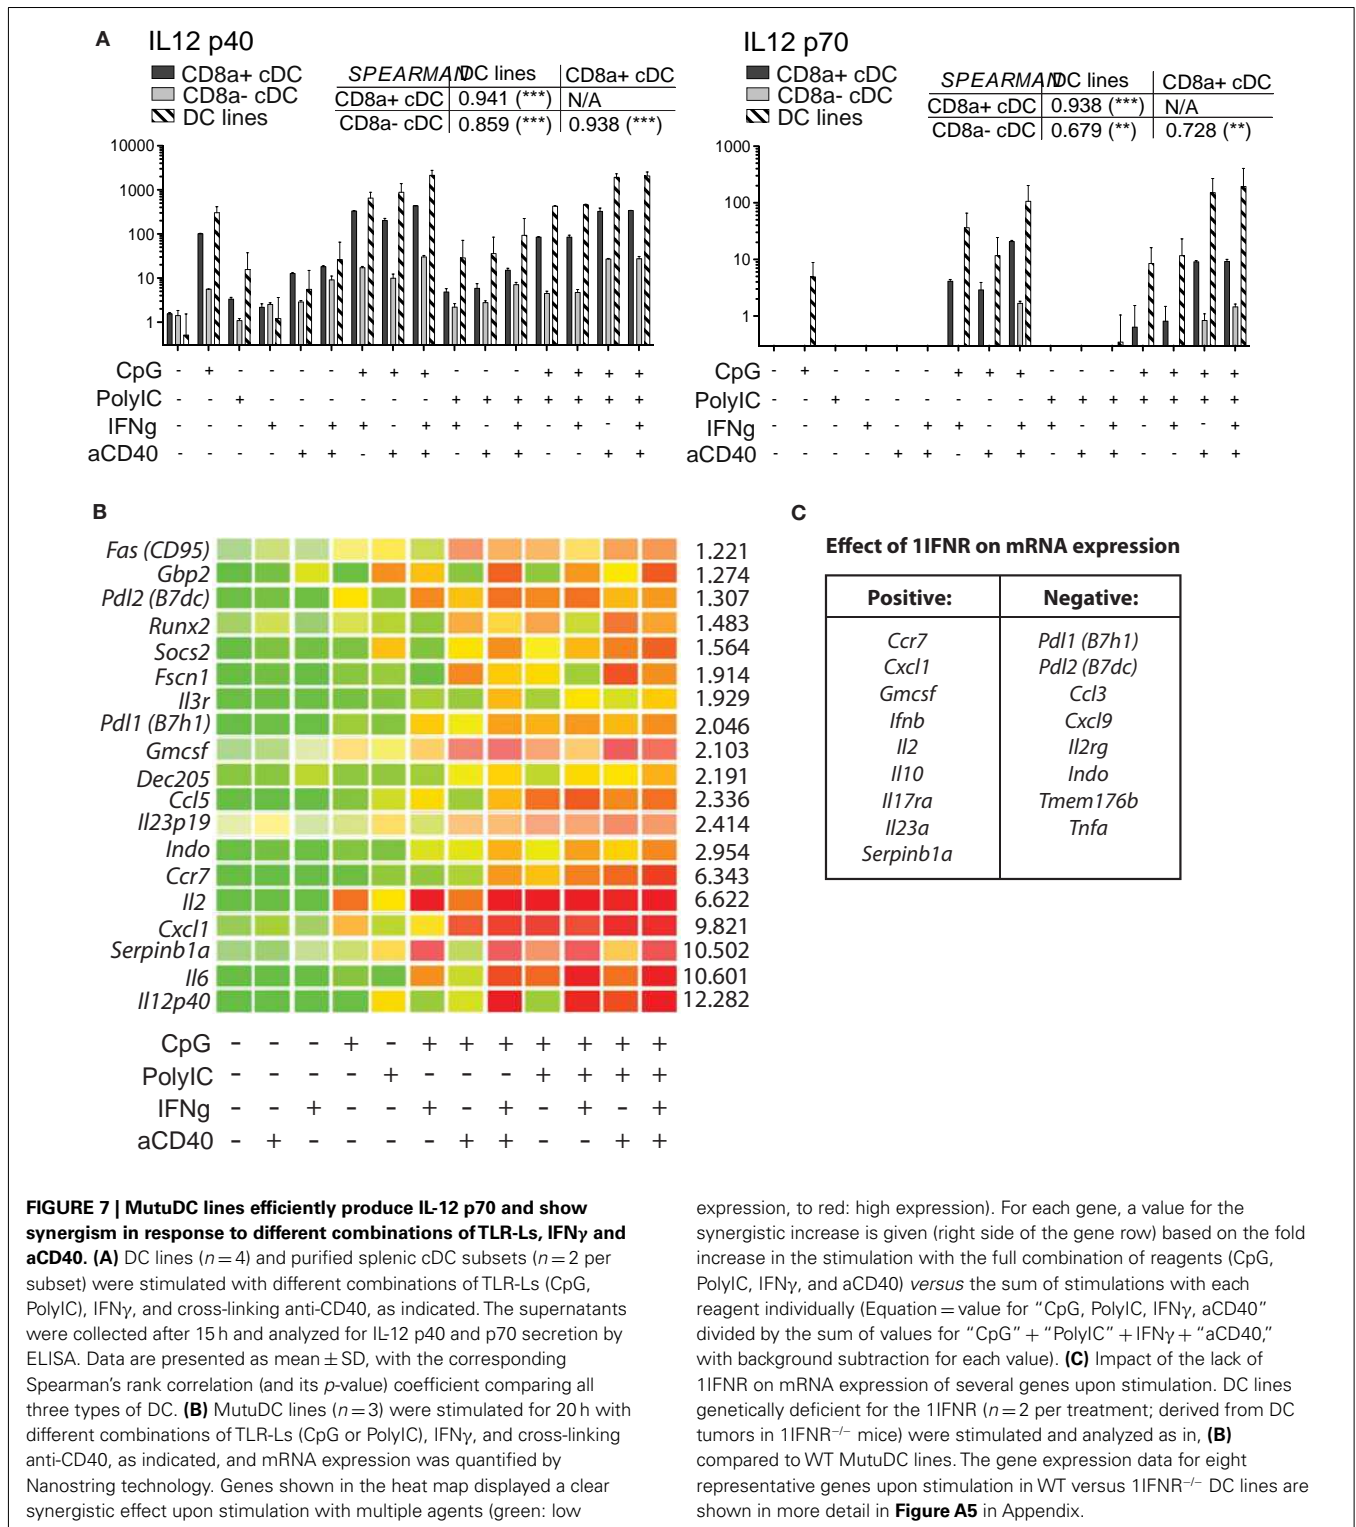 A
IL12 p40
CD8a+ cDC
CD8a- cDC
DC lines
SPEARMAN DC lines CD8a+ cDC
CD8a+ cDC 0.941 (***) N/A
CD8a- cDC 0.859 (***) 0.938 (***)
10000
1000
100
10
1
CpG - + - - - - + + + - - - + + + +
PolyIC - - + - - - - - - + + + + + + +
IFNg - - - + - + + - + + - + - + - +
aCD40 - - - - + + - + + - + + - - + +
IL12 p70
CD8a+ cDC
CD8a- cDC
DC lines
SPEARMAN DC lines CD8a+ cDC
CD8a+ cDC 0.938 (***) N/A
CD8a- cDC 0.679 (**) 0.728 (**)
1000
100
10
1
CpG - + - - - - + + + - - - + + + +
PolyIC - - + - - - - - - + + + + + + +
IFNg - - - + - + + - + + - + - + - +
aCD40 - - - - + + - + + - + + - - + +
B
Fas (CD95) 1.221
Gbp2 1.274
Pdl2 (B7dc) 1.307
Runx2 1.483
Socs2 1.564
Fscn1 1.914
Il3r 1.929
Pdl1 (B7h1) 2.046
Gmcsf 2.103
Dec205 2.191
Ccl5 2.336
Il23p19 2.414
Indo 2.954
Ccr7 6.343
Il2 6.622
Cxcl1 9.821
Serpinb1a 10.502
Il6 10.601
Il12p40 12.282
CpG - - - + - + + + + + + +
PolyIC - - - - + - - - + + + +
IFNg - - + - - + - + - + - +
aCD40 - + - - - - + + - - + +
C
Effect of 1IFNR on mRNA expression
Positive: Negative:
Ccr7 Pdl1 (B7h1)
Cxcl1 Pdl2 (B7dc)
Gmcsf Ccl3
Ifnb Cxcl9
Il2 Il2rg
Il10 Indo
Il17ra Tmem176b
Il23a Tnfa
Serpinb1a
FIGURE 7 | MutuDC lines efficiently produce IL-12 p70 and show
synergism in response to different combinations of TLR-Ls, IFNγ and
aCD40. (A) DC lines (n = 4) and purified splenic cDC subsets (n = 2 per
subset) were stimulated with different combinations of TLR-Ls (CpG,
PolyIC), IFNγ, and cross-linking anti-CD40, as indicated. The supernatants
were collected after 15 h and analyzed for IL-12 p40 and p70 secretion by
ELISA. Data are presented as mean ± SD, with the corresponding
Spearman's rank correlation (and its p-value) coefficient comparing all
three types of DC. (B) MutuDC lines (n = 3) were stimulated for 20 h with
different combinations of TLR-Ls (CpG or PolyIC), IFNγ, and cross-linking
anti-CD40, as indicated, and mRNA expression was quantified by
Nanostring technology. Genes shown in the heat map displayed a clear
synergistic effect upon stimulation with multiple agents (green: low
expression, to red: high expression). For each gene, a value for the
synergistic increase is given (right side of the gene row) based on the fold
increase in the stimulation with the full combination of reagents (CpG,
PolyIC, IFNγ, and aCD40) versus the sum of stimulations with each
reagent individually (Equation = value for "CpG, PolyIC, IFNγ, aCD40"
divided by the sum of values for "CpG" + "PolyIC" + IFNγ + "aCD40,"
with background subtraction for each value). (C) Impact of the lack of
1IFNR on mRNA expression of several genes upon stimulation. DC lines
genetically deficient for the 1IFNR (n = 2 per treatment; derived from DC
tumors in 1IFNR−/− mice) were stimulated and analyzed as in, (B)
compared to WT MutuDC lines. The gene expression data for eight
representative genes upon stimulation in WT versus 1IFNR−/− DC lines are
shown in more detail in Figure A5 in Appendix.